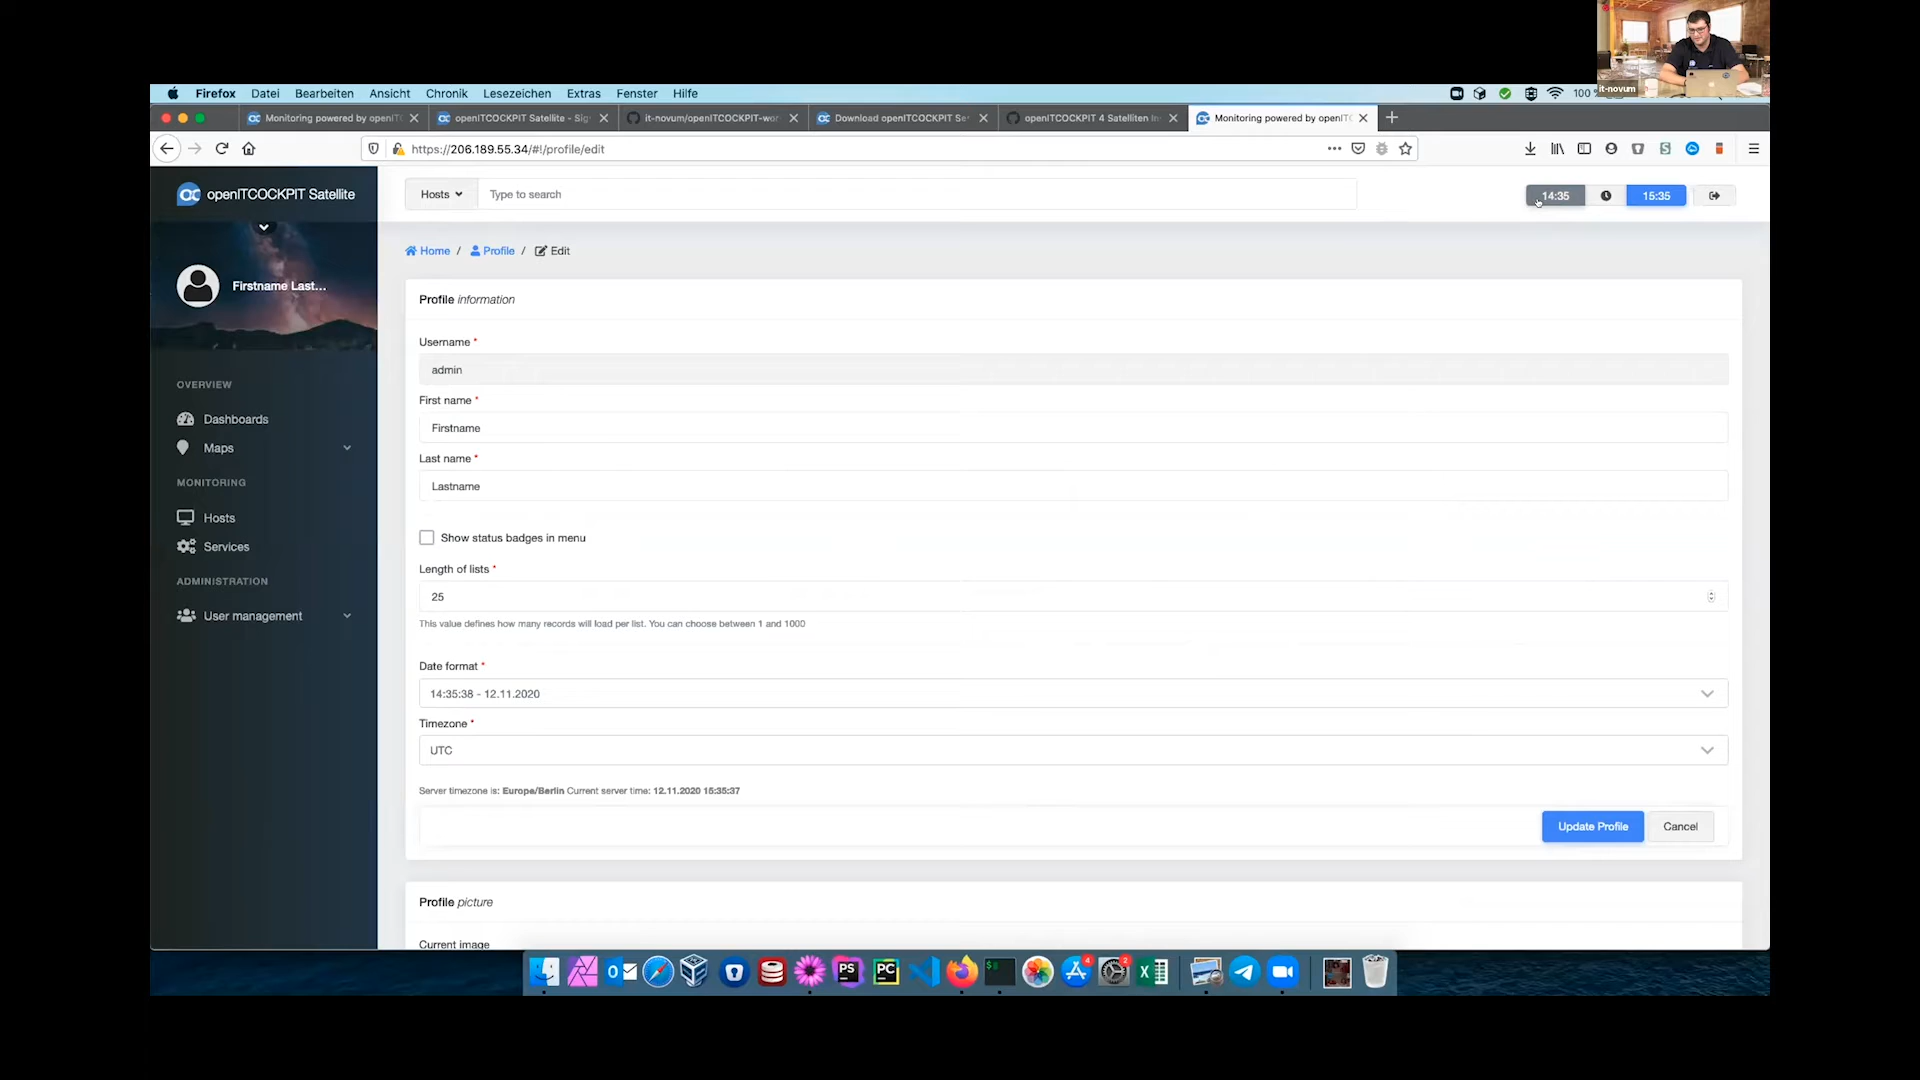 it-novum
Firefox Datei Bearbeiten Ansicht Chronik Lesezeichen Extras Fenster Hilfe 100
Monitoring powered by openIT openITCOCKPIT Satellite - Sig it-novum/openITCOCKPIT-wor Download openITCOCKPIT Se openITCOCKPIT 4 Satelliten In Monitoring powered by openITC
https://206.189.55.34/#!/profile/edit
openITCOCKPIT Satellite
Hosts Type to search 14:35 15:35
Home / Profile / Edit
Firstname Last...
Profile information
Username *
admin
First name *
Firstname
Last name *
Lastname
OVERVIEW
Dashboards
Maps
MONITORING
Hosts
Services
ADMINISTRATION
User management
Show status badges in menu
Length of lists *
25
This value defines how many records will load per list. You can choose between 1 and 1000
Date format *
14:35:38 - 12.11.2020
Timezone *
UTC
Server timezone is: Europe/Berlin Current server time: 12.11.2020 15:35:37
Update Profile Cancel
Profile picture
Current image
PS PC 4 2